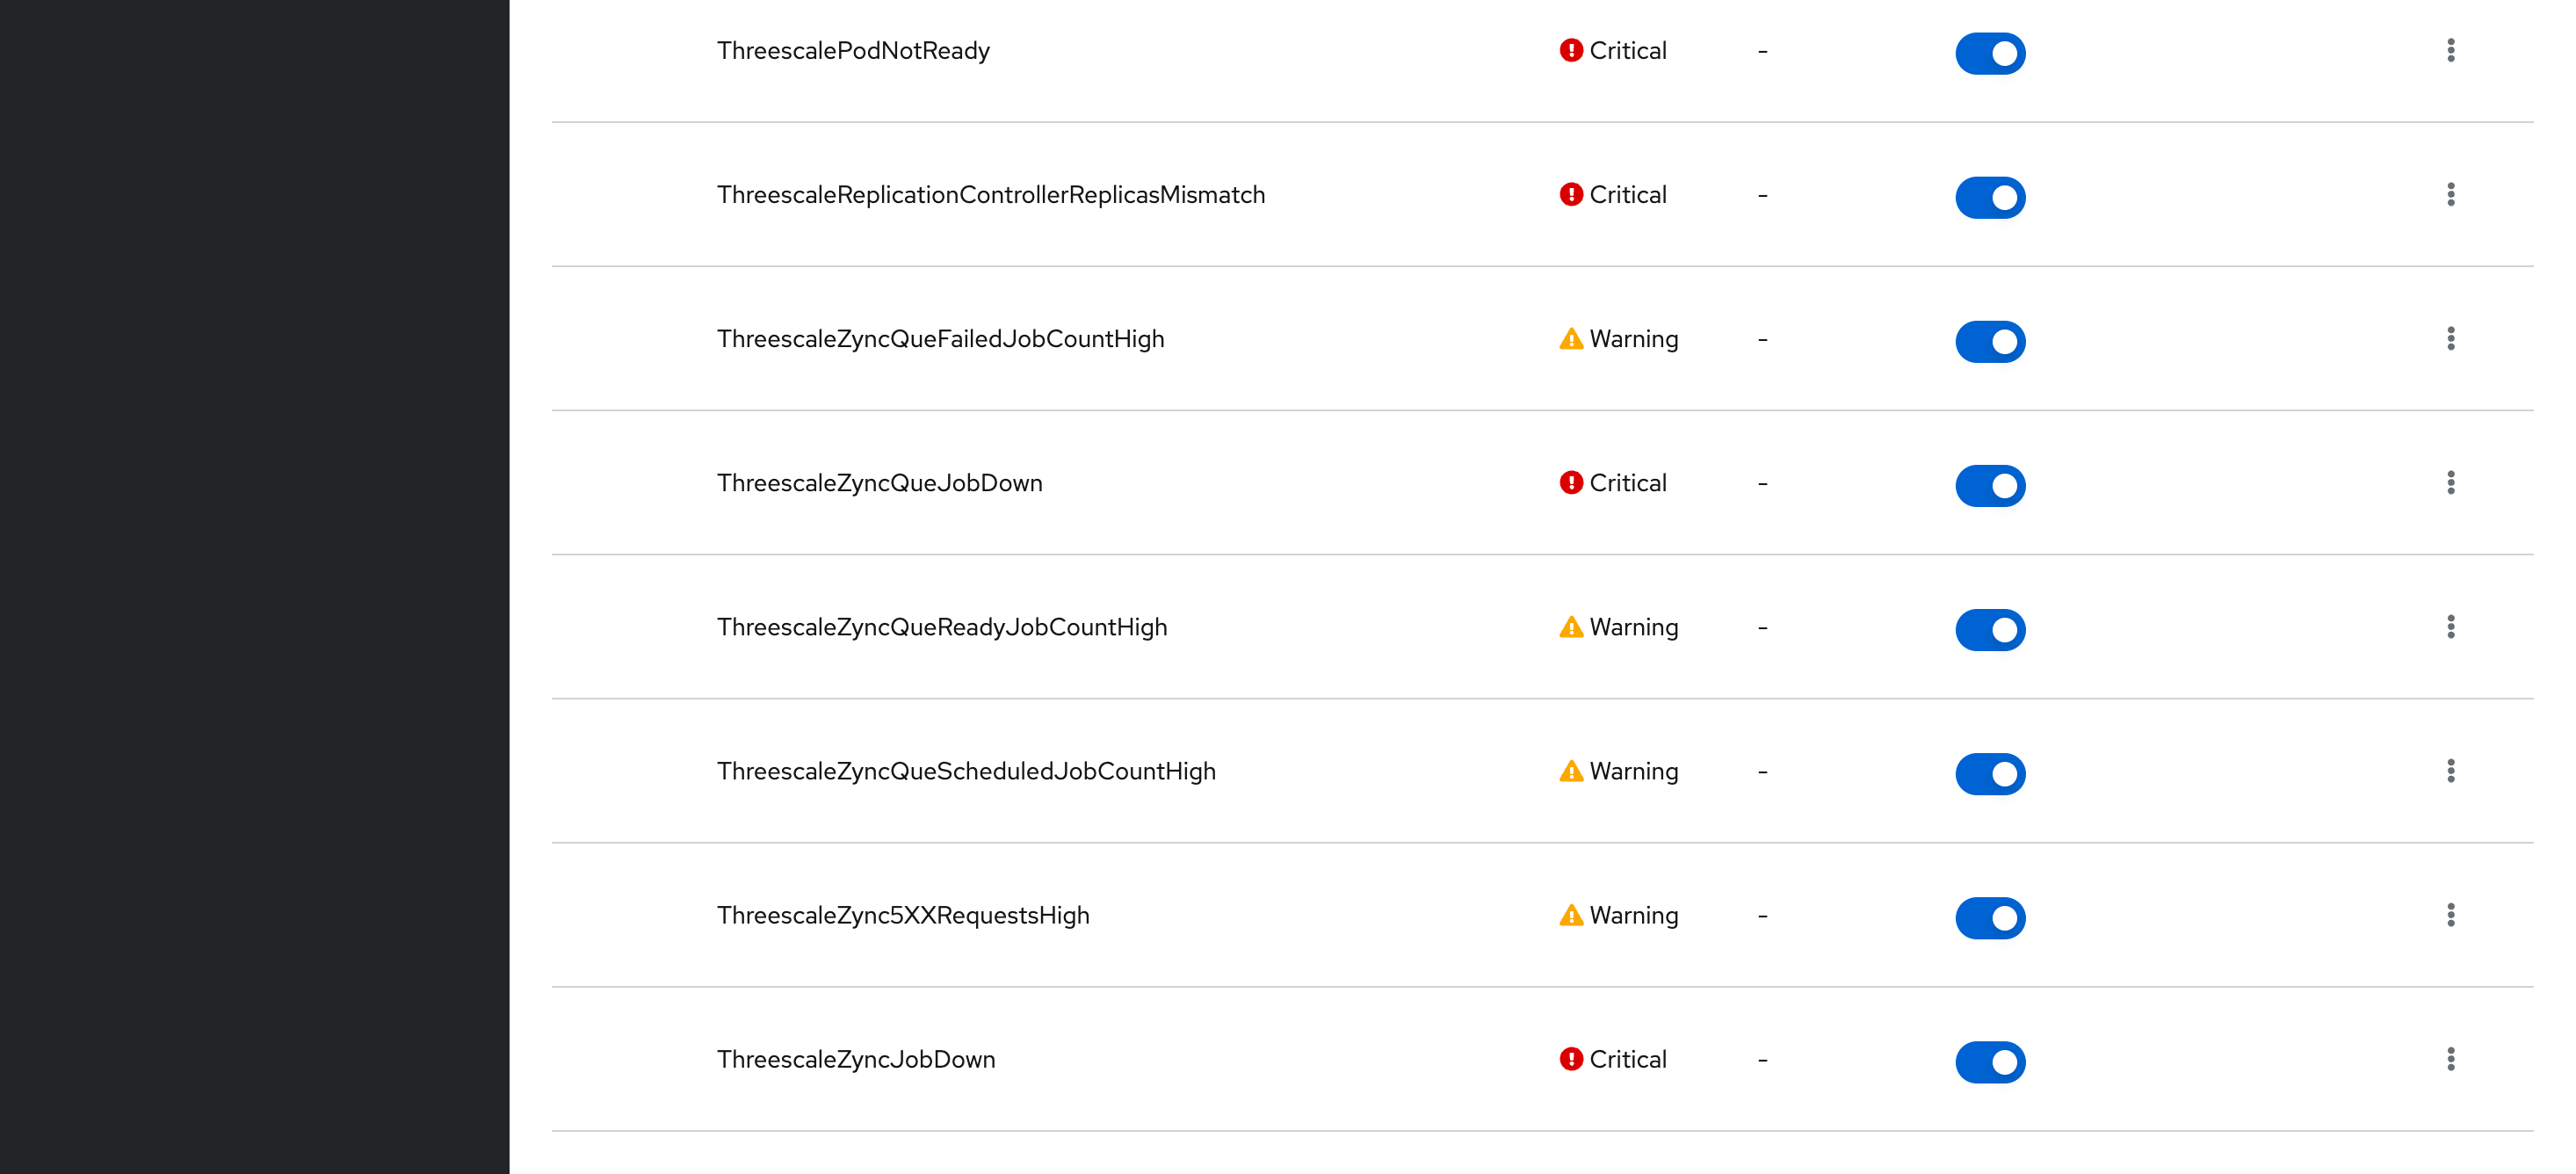 ThreescalePodNotReady Critical -
ThreescaleReplicationControllerReplicasMismatch Critical -
ThreescaleZyncQueFailedJobCountHigh Warning -
ThreescaleZyncQueJobDown Critical -
ThreescaleZyncQueReadyJobCountHigh Warning -
ThreescaleZyncQueScheduledJobCountHigh Warning -
ThreescaleZync5XXRequestsHigh Warning -
ThreescaleZyncJobDown Critical -